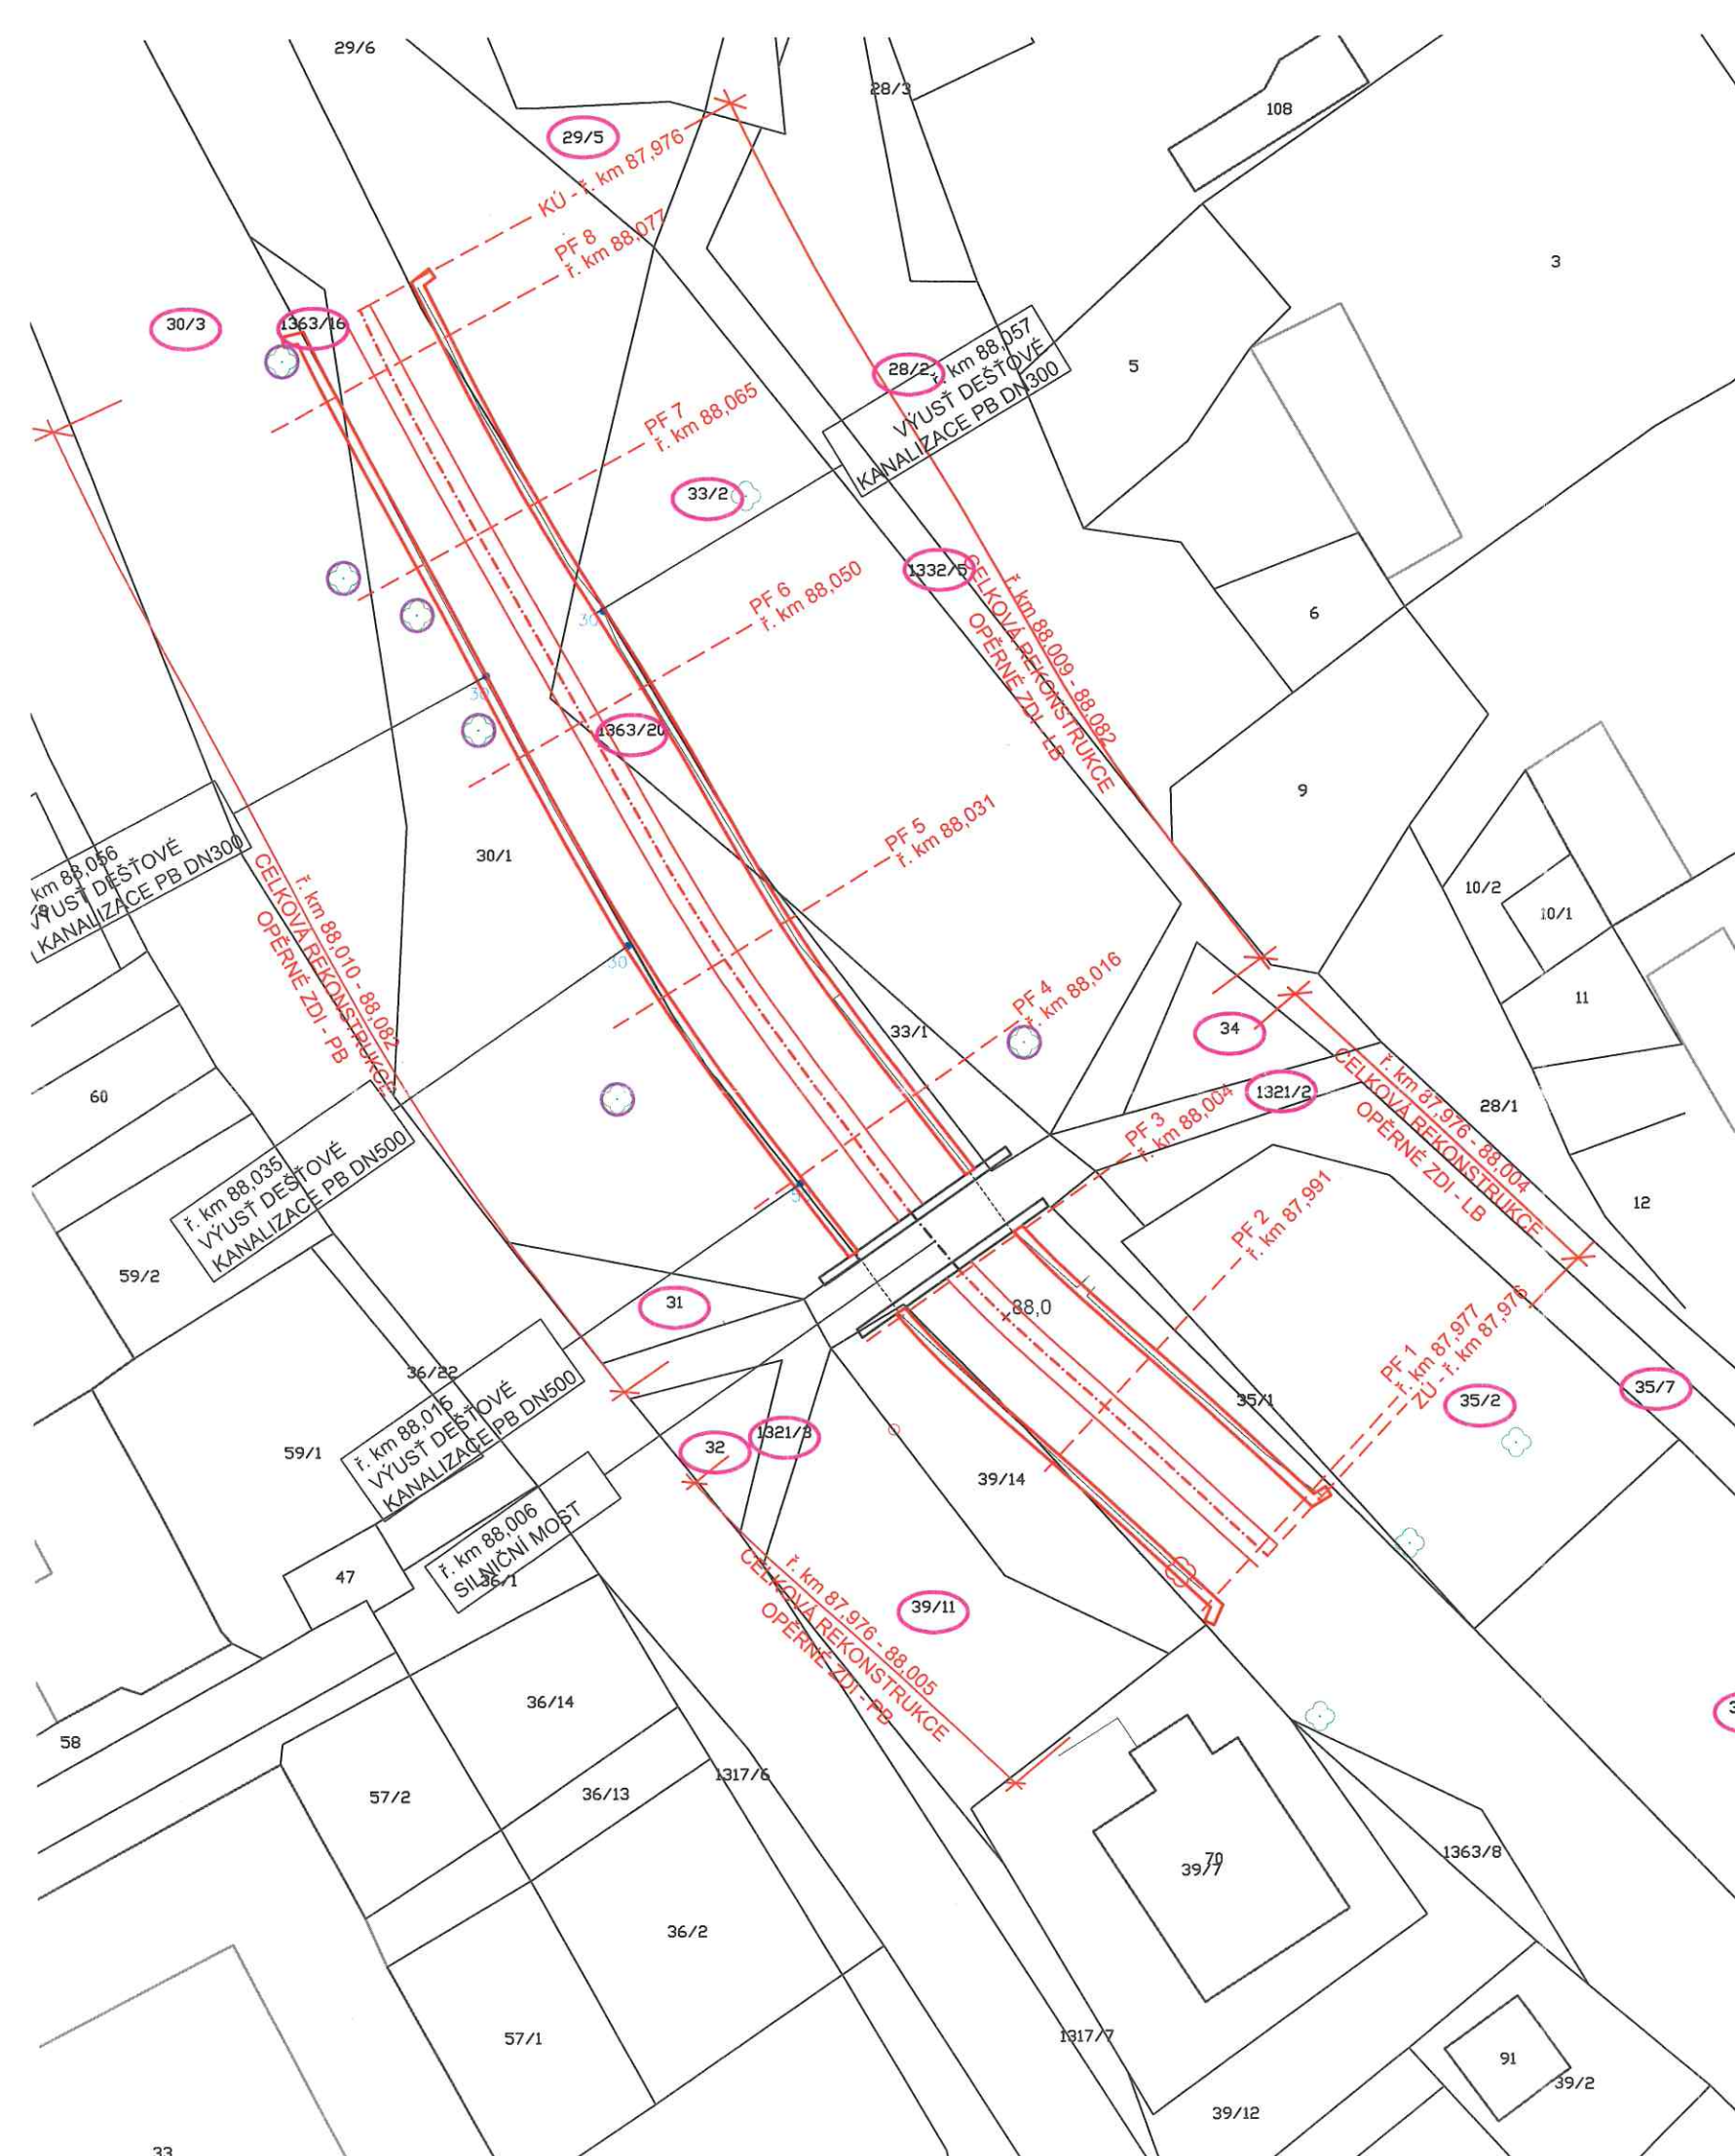 29/6
28/3
108
29/5
KÚ - ř. km 87,976
PF 8
ř. km 88,077
3
30/3
1363/16
28/2
ř. km 88,057
VÝUSŤ DEŠŤOVÉ
KANALIZACE PB DN300
5
PF 7
ř. km 88,065
33/2
1332/5
PF 6
ř. km 88,050
30
6
ř. km 88,009 - 88,082
CELKOVÁ REKONSTRUKCE
OPĚRNÉ ZDI - LB
30
1363/20
9
PF 5
ř. km 88,031
km 88,056
VÝUSŤ DEŠŤOVÉ
KANALIZACE PB DN300
30/1
10/2
10/1
ř. km 88,010 - 88,082
CELKOVÁ REKONSTRUKCE
OPĚRNÉ ZDI - PB
30
PF 4
ř. km 88,016
11
33/1
34
60
1321/2
PF 3
ř. km 88,004
28/1
ř. km 87,976 - 88,004
CELKOVÁ REKONSTRUKCE
OPĚRNÉ ZDI - LB
ř. km 88,035
VÝUSŤ DEŠŤOVÉ
KANALIZACE PB DN500
12
PF 2
ř. km 87,991
59/2
31
88,0
PF 1
ř. km 87,977
ZÚ - ř. km 87,976
36/22
35/1
35/2
35/7
ř. km 88,015
VÝUSŤ DEŠŤOVÉ
KANALIZACE PB DN500
59/1
32
1321/3
39/14
ř. km 88,006
SILNIČNÍ MOST
36/1
47
39/11
ř. km 87,976 - 88,005
CELKOVÁ REKONSTRUKCE
OPĚRNÉ ZDI - PB
36/14
58
57/2
36/13
1317/6
1363/8
70
39/7
36/2
57/1
1317/7
91
39/2
39/12
33